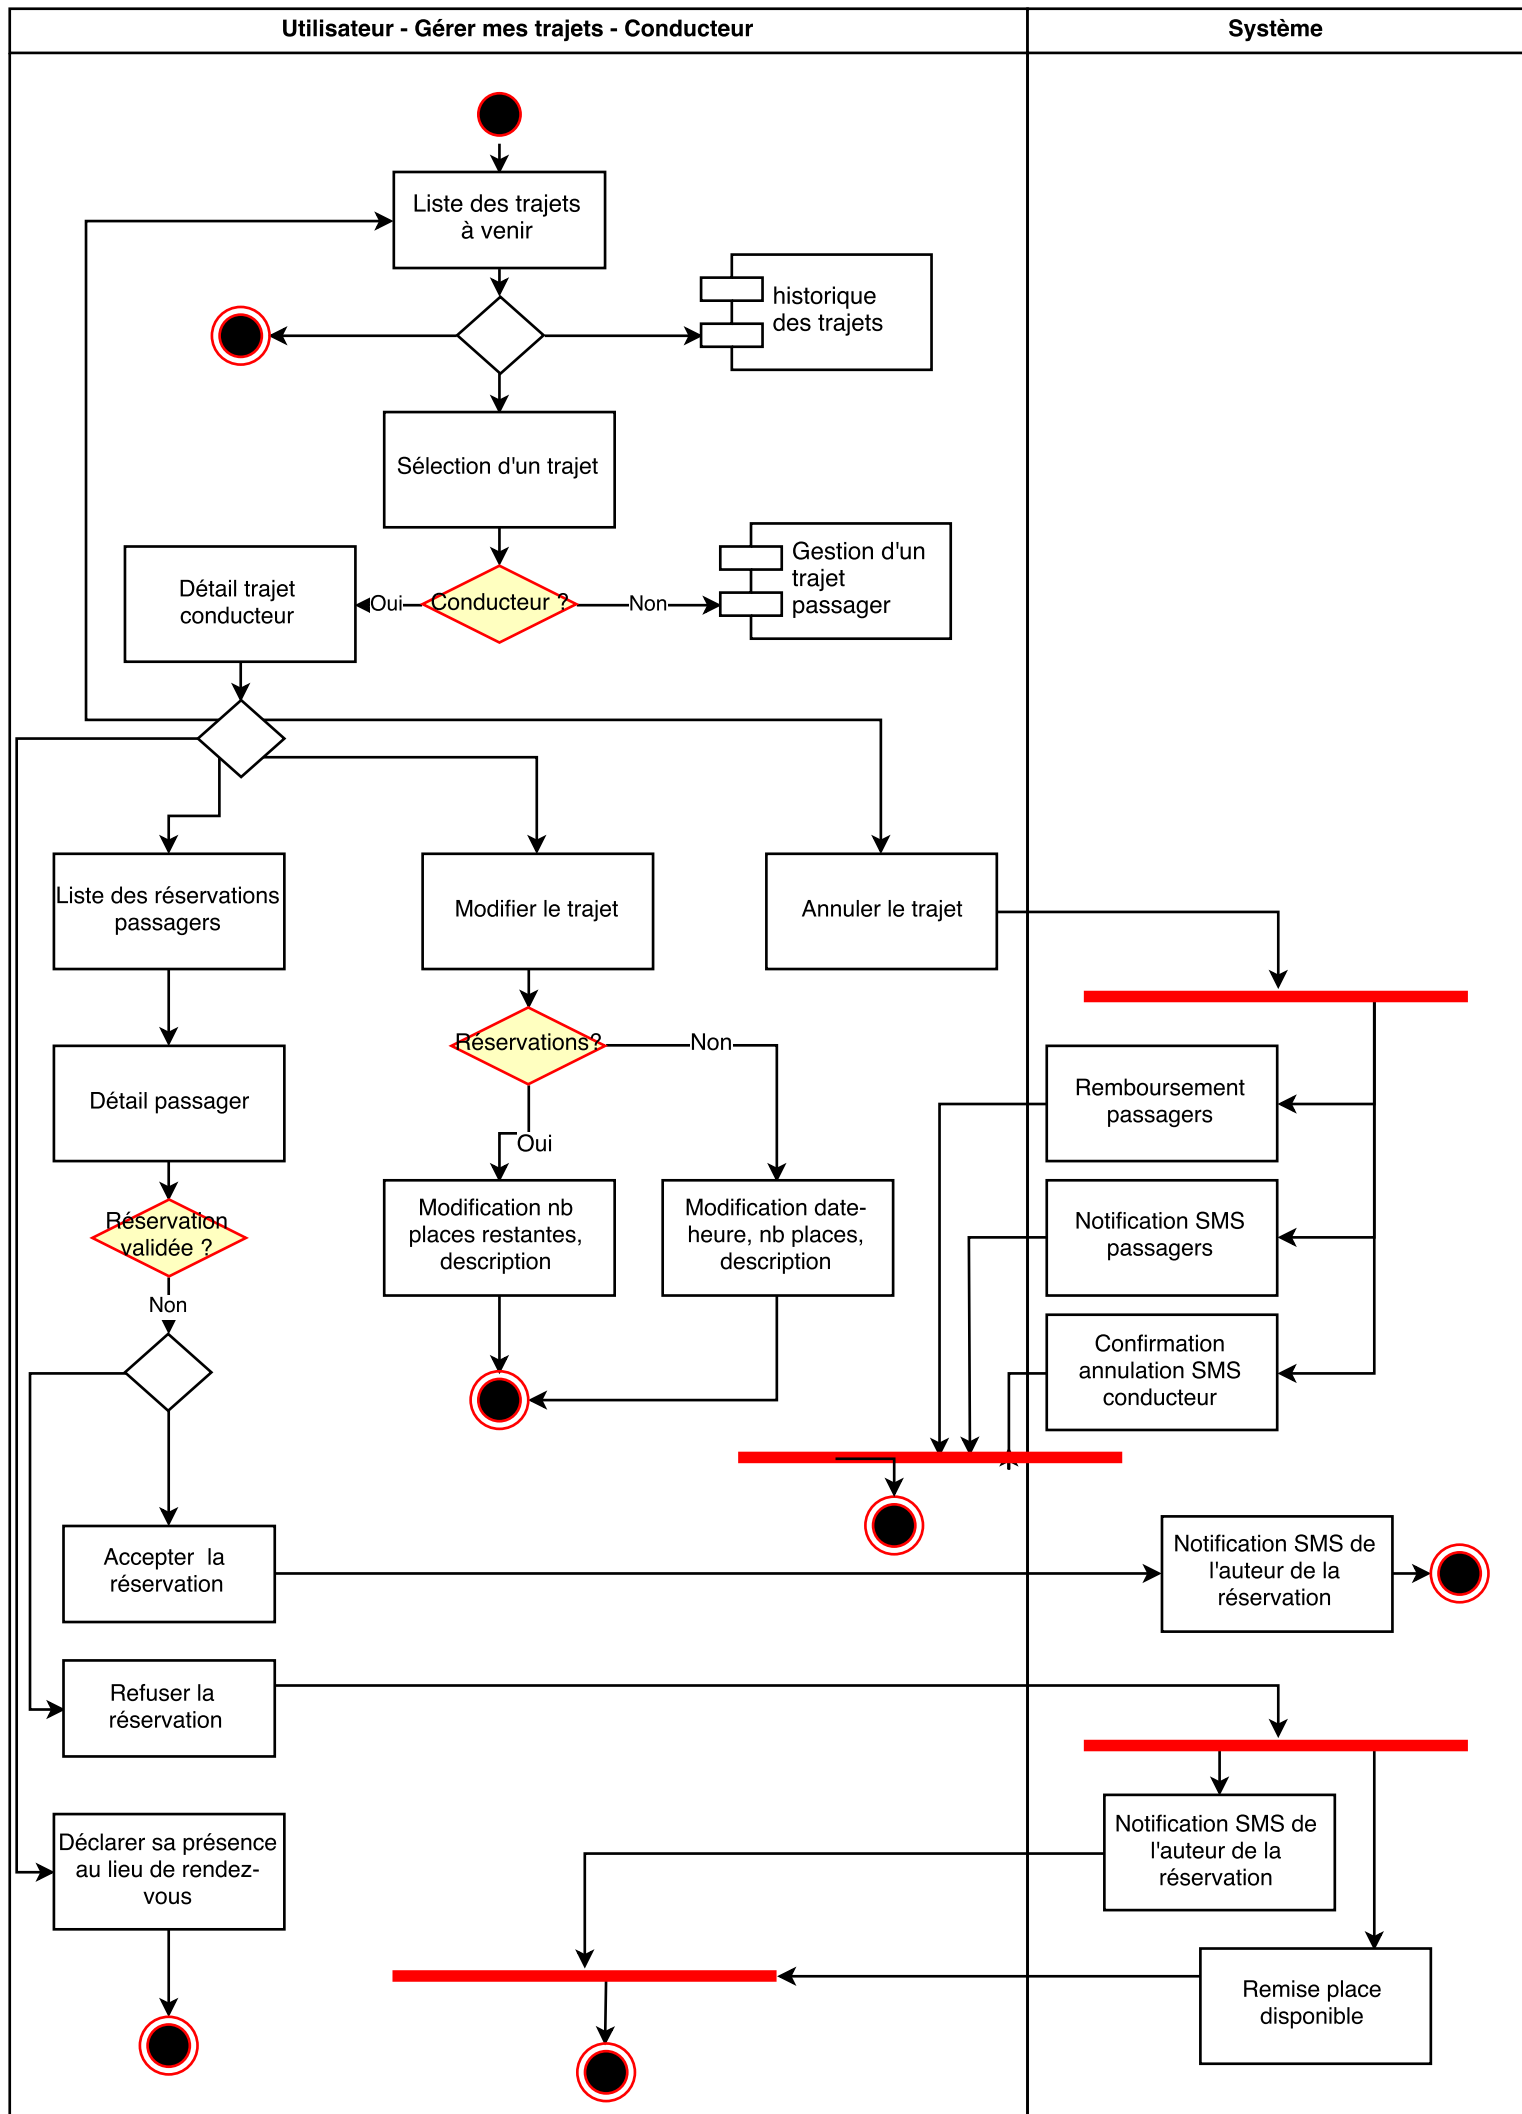 Utilisateur - Gérer mes trajets - Conducteur
Système
Liste des trajets
à venir
historique
des trajets
Sélection d'un trajet
Détail trajet
conducteur
Oui
Conducteur ?
Non
Gestion d'un
trajet
passager
Liste des réservations
passagers
Modifier le trajet
Annuler le trajet
Détail passager
Réservations?
Non
Oui
Remboursement
passagers
Réservation
validée ?
Non
Modification nb
places restantes,
description
Modification date-
heure, nb places,
description
Notification SMS
passagers
Confirmation
annulation SMS
conducteur
Accepter  la
réservation
Notification SMS de
l'auteur de la
réservation
Refuser la
réservation
Déclarer sa présence
au lieu de rendez-
vous
Notification SMS de
l'auteur de la
réservation
Remise place
disponible